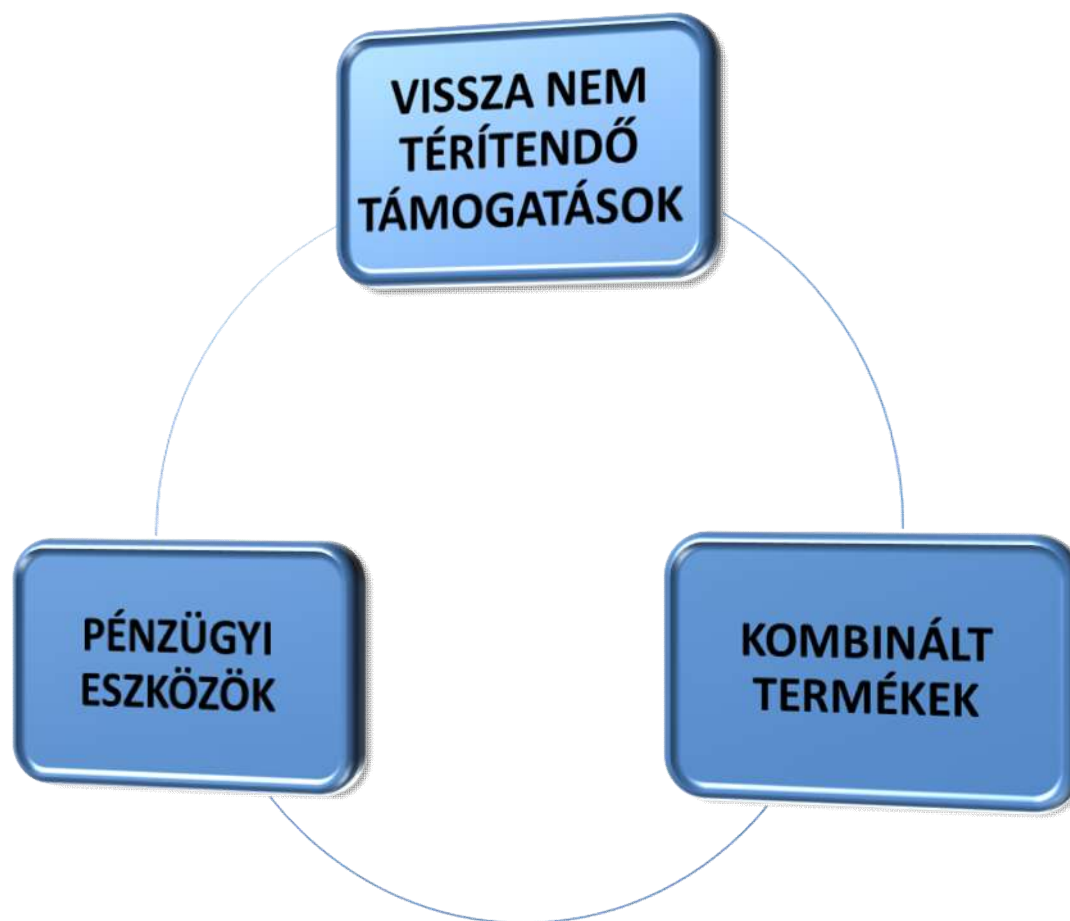 VISSZA NEM
TÉRÍTENDŐ
TÁMOGATÁSOK
PÉNZÜGYI
ESZKÖZÖK
KOMBINÁLT
TERMÉKEK